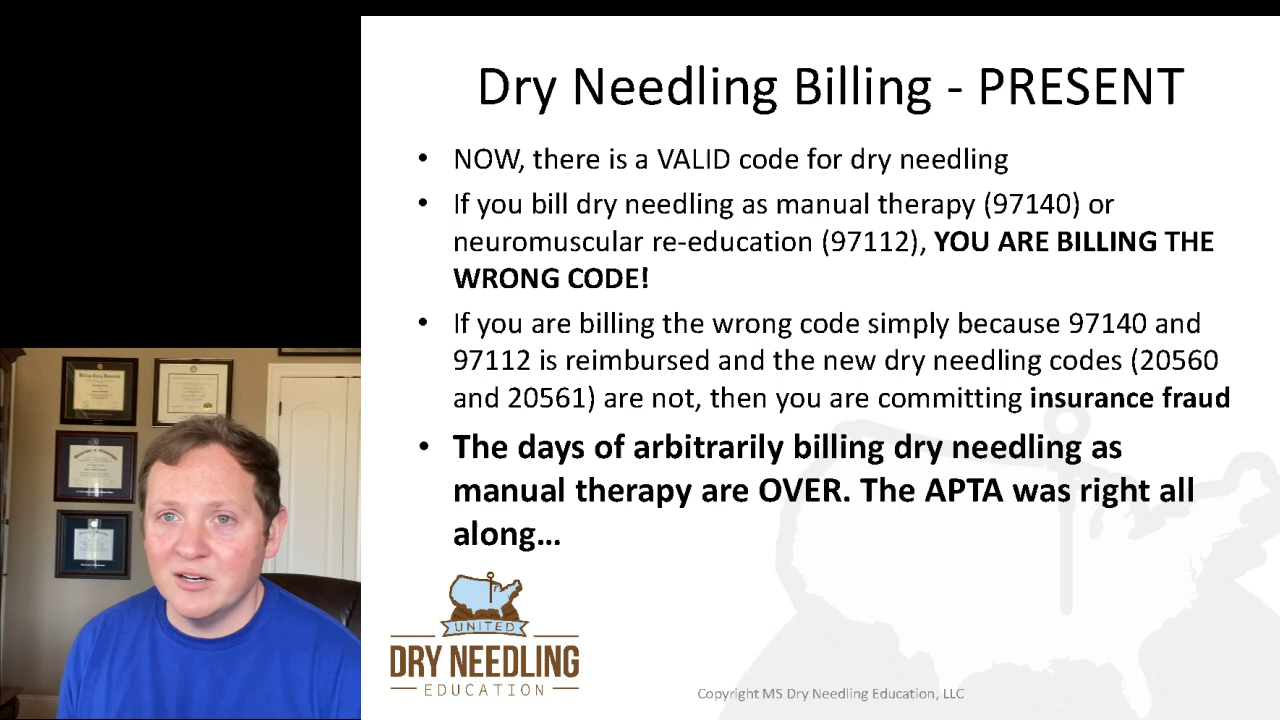 Dry Needling Billing - PRESENT
• NOW, there is a VALID code for dry needling
• If you bill dry needling as manual therapy (97140) or
neuromuscular re-education (97112), YOU ARE BILLING THE
WRONG CODE!
• If you are billing the wrong code simply because 97140 and
97112 is reimbursed and the new dry needling codes (20560
and 20561) are not, then you are committing insurance fraud
• The days of arbitrarily billing dry needling as
manual therapy are OVER. The APTA was right all
along…
UNITED
DRY NEEDLING
EDUCATION
Copyright MS Dry Needling Education, LLC